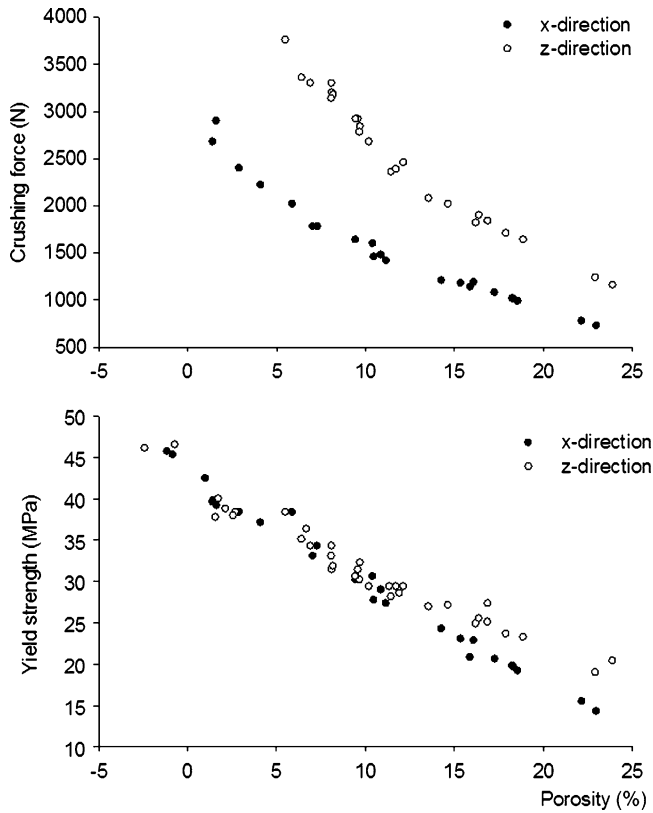 4000
3500
3000
2500
2000
1500
1000
500
Crushing force (N)
x-direction
z-direction
-5 0 5 10 15 20 25
50
45
40
35
30
25
20
15
10
Yield strength (MPa)
x-direction
z-direction
-5 0 5 10 15 20 25
Porosity (%)